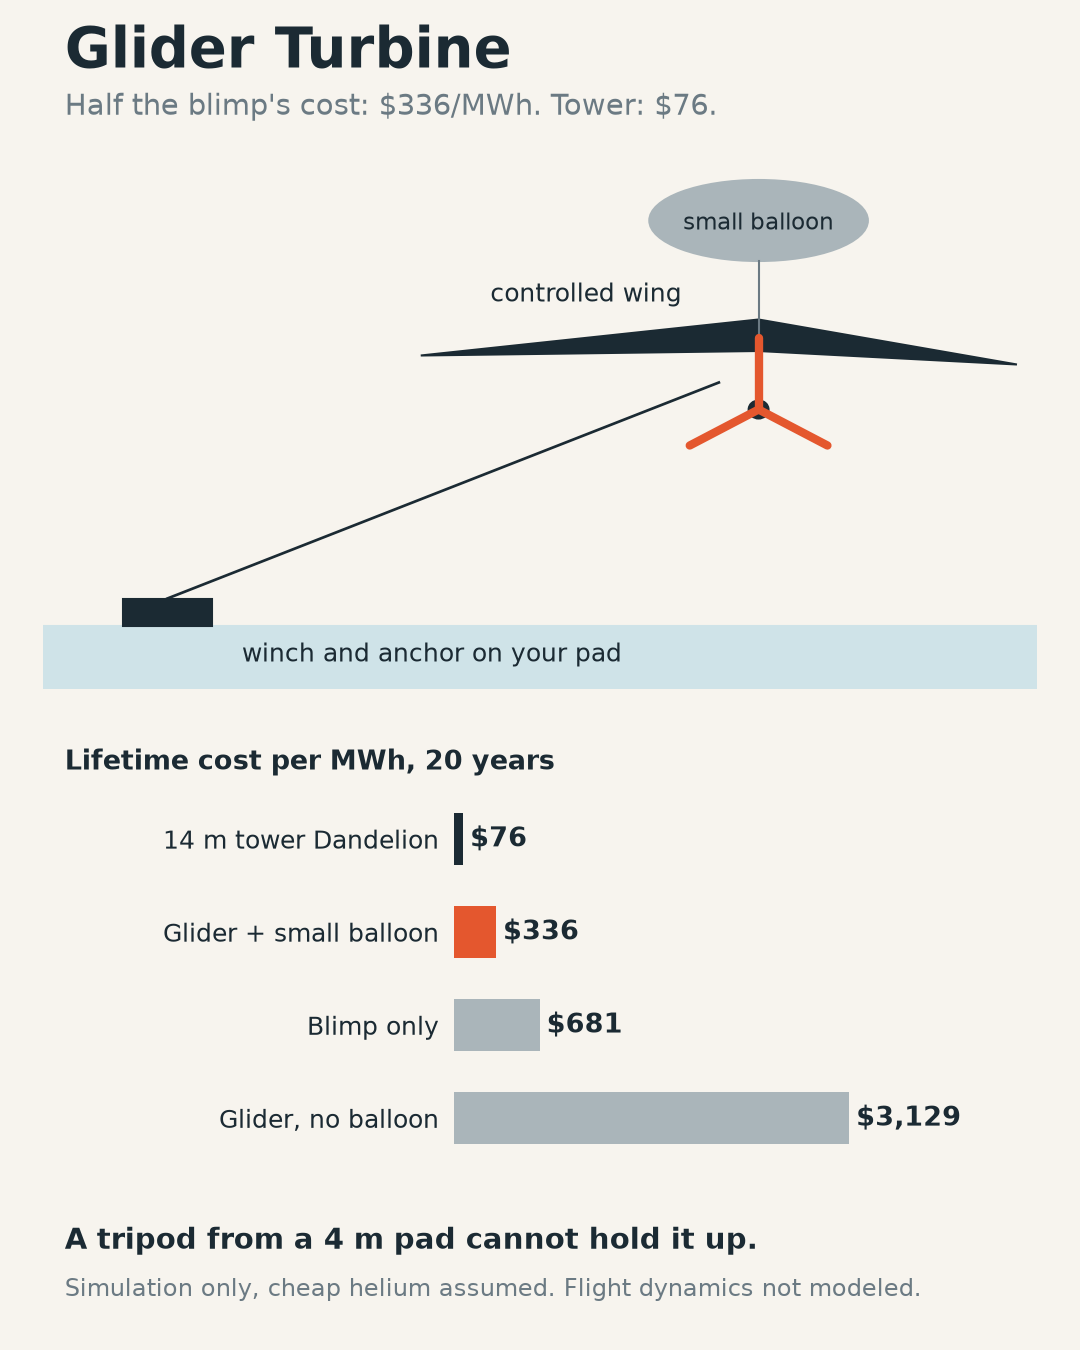 Glider Turbine
Half the blimp's cost: $336/MWh. Tower: $76.
small balloon
controlled wing
winch and anchor on your pad
Lifetime cost per MWh, 20 years
14 m tower Dandelion $76
Glider + small balloon $336
Blimp only $681
Glider, no balloon $3,129
A tripod from a 4 m pad cannot hold it up.
Simulation only, cheap helium assumed. Flight dynamics not modeled.